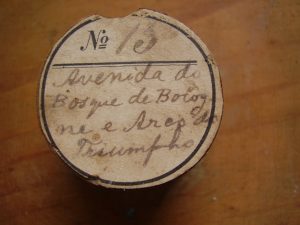 Nº 13
Avenida do
Bosque de Bolog
ne e Arco do
Triumpho